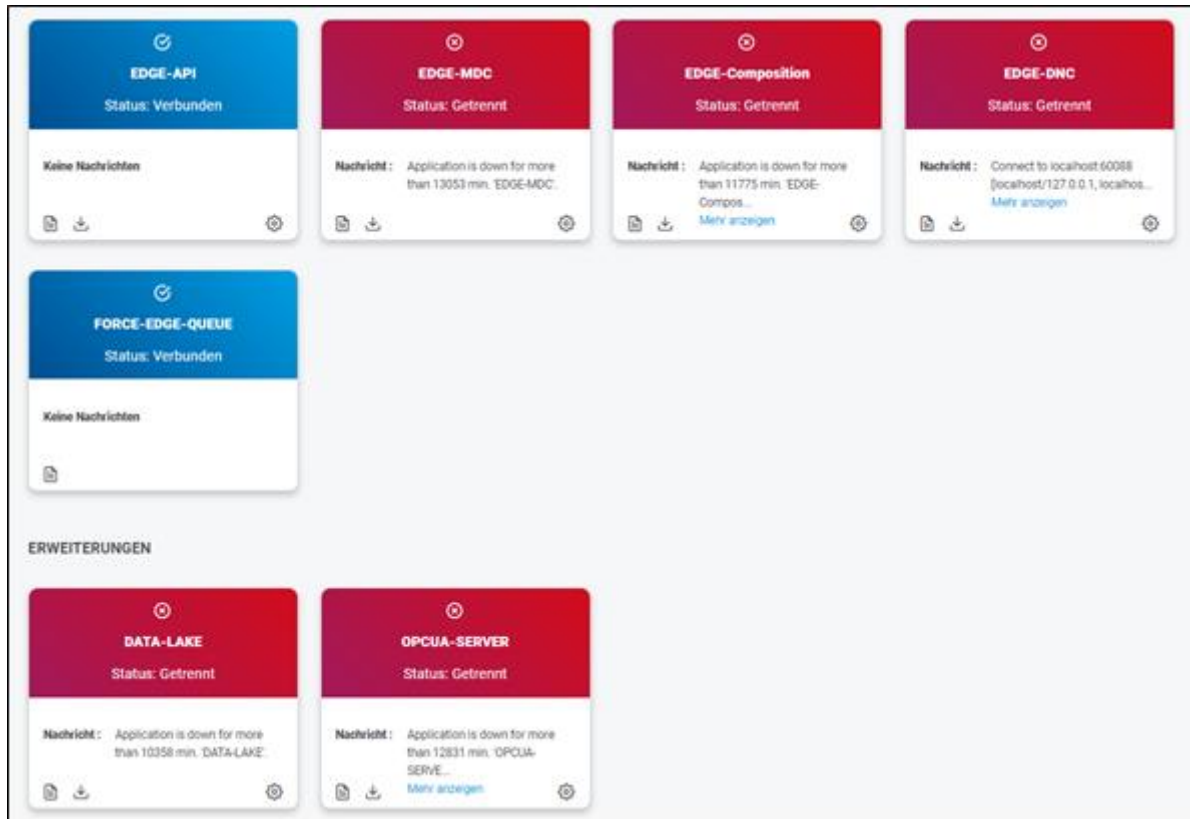 EDGE-API
Status: Verbunden
Keine Nachrichten
EDGE-MDC
Status: Getrennt
Nachricht : Application is down for more
than 13053 min. 'EDGE-MDC'.
EDGE-Composition
Status: Getrennt
Nachricht : Application is down for more
than 11775 min. 'EDGE-
Compos...
Mehr anzeigen
EDGE-DNC
Status: Getrennt
Nachricht : Connect to localhost:60088
[localhost/127.0.0.1, localhos...
Mehr anzeigen
FORCE-EDGE-QUEUE
Status: Verbunden
Keine Nachrichten
ERWEITERUNGEN
DATA-LAKE
Status: Getrennt
Nachricht : Application is down for more
than 10358 min. 'DATA-LAKE'.
OPCUA-SERVER
Status: Getrennt
Nachricht : Application is down for more
than 12831 min. 'OPCUA-
SERVE...
Mehr anzeigen